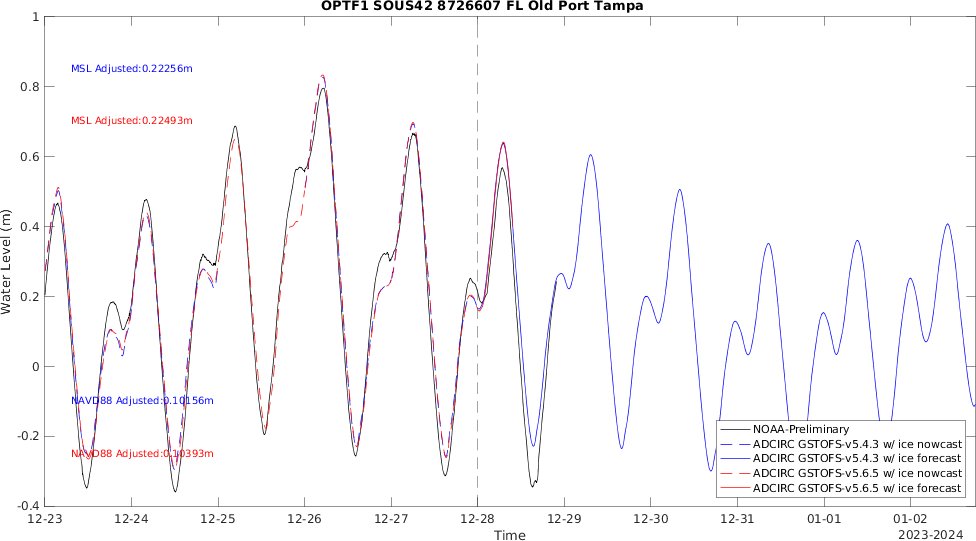 OPTF1 SOUS42 8726607 FL Old Port Tampa
1
0.8
0.6
0.4
0.2
0
-0.2
-0.4
Water Level (m)
MSL Adjusted:0.22256m
MSL Adjusted:0.22493m
NAVD88 Adjusted:0.10156m
NAVD88 Adjusted:0.10393m
NOAA-Preliminary
ADCIRC GSTOFS-v5.4.3 w/ ice nowcast
ADCIRC GSTOFS-v5.4.3 w/ ice forecast
ADCIRC GSTOFS-v5.6.5 w/ ice nowcast
ADCIRC GSTOFS-v5.6.5 w/ ice forecast
12-23 12-24 12-25 12-26 12-27 12-28 12-29 12-30 12-31 01-01 01-02
Time
2023-2024